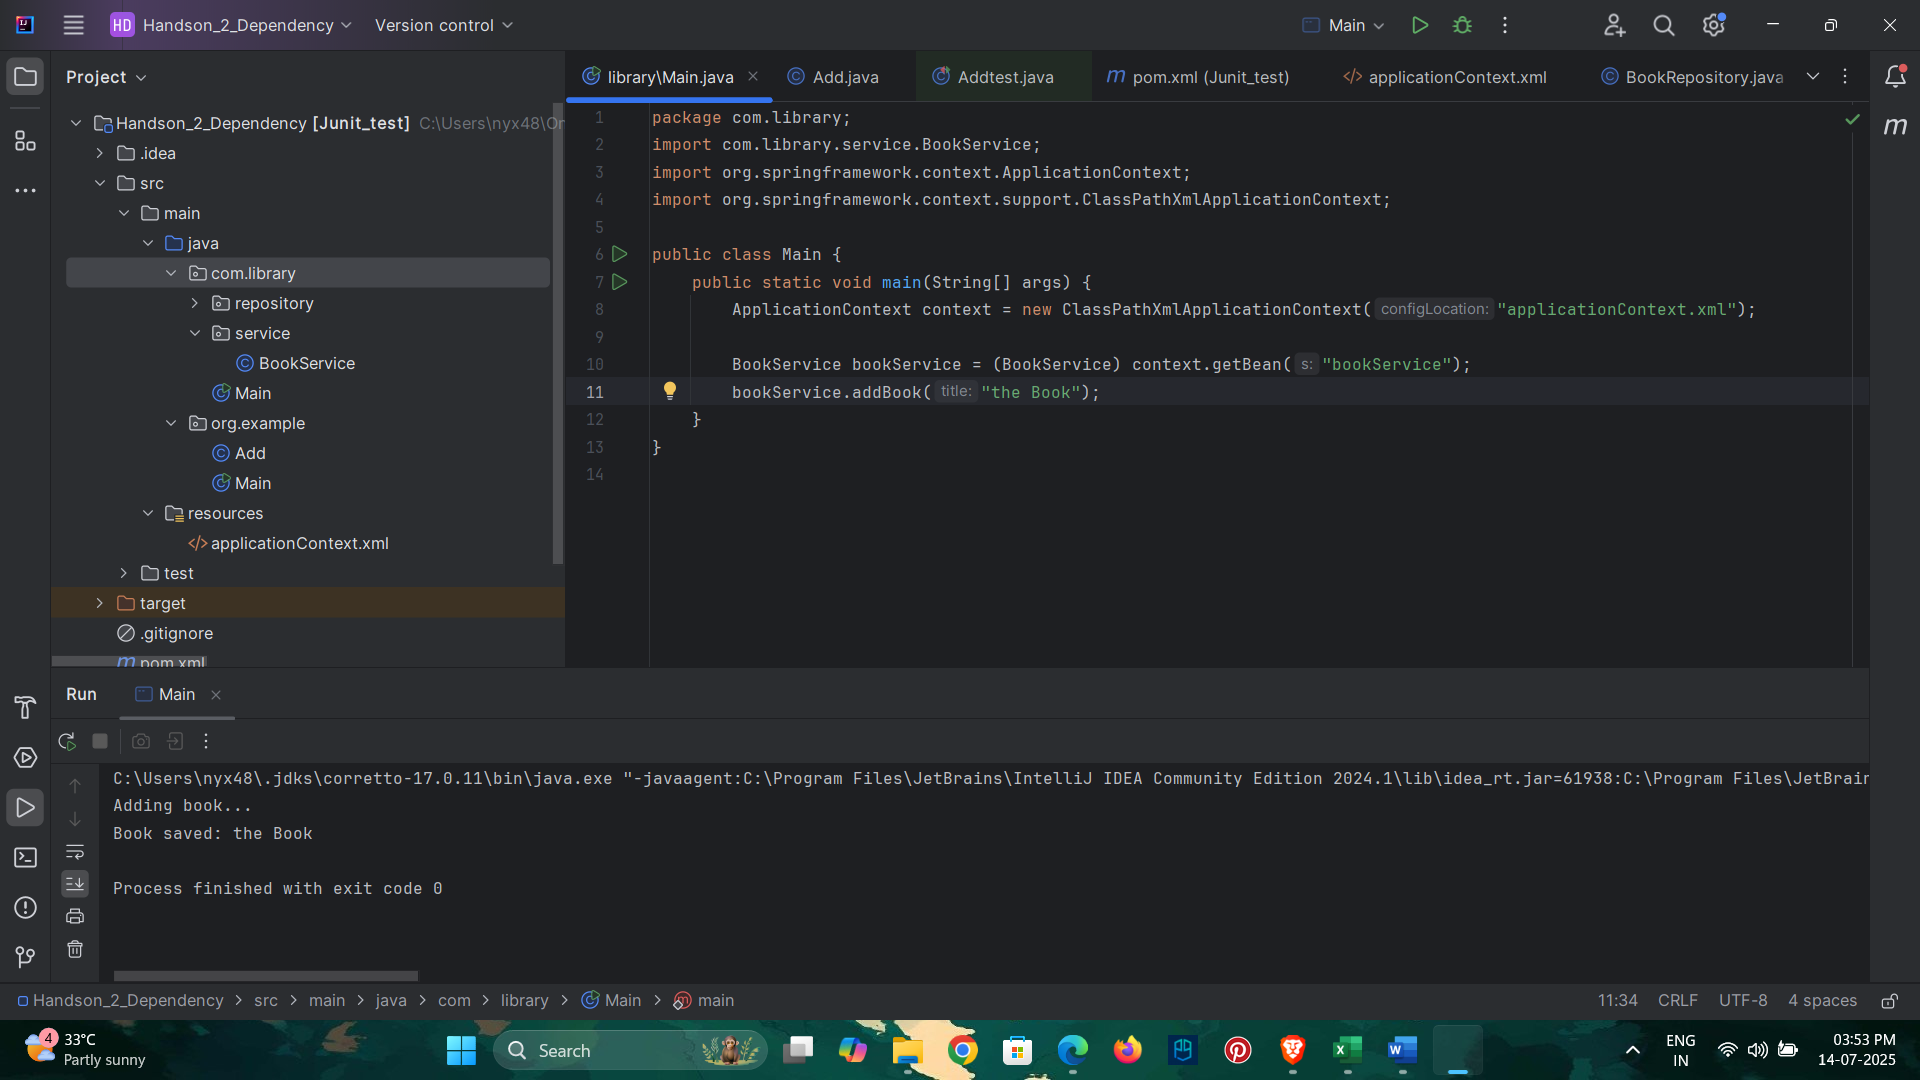 HD Handson_2_Dependency Version control Main
Project
Handson_2_Dependency [Junit_test] C:\Users\nyx48\On
.idea
src
main
java
com.library
repository
service
BookService
Main
org.example
Add
Main
resources
applicationContext.xml
test
target
.gitignore
pom.xml
library\Main.java Add.java Addtest.java pom.xml (Junit_test) applicationContext.xml BookRepository.java
1 package com.library;
2 import com.library.service.BookService;
3 import org.springframework.context.ApplicationContext;
4 import org.springframework.context.support.ClassPathXmlApplicationContext;
5
6 public class Main {
7 public static void main(String[] args) {
8 ApplicationContext context = new ClassPathXmlApplicationContext( configLocation: "applicationContext.xml");
9
10 BookService bookService = (BookService) context.getBean( s: "bookService");
11 bookService.addBook( title: "the Book");
12 }
13 }
14
Run Main
C:\Users\nyx48\.jdks\corretto-17.0.11\bin\java.exe "-javaagent:C:\Program Files\JetBrains\IntelliJ IDEA Community Edition 2024.1\lib\idea_rt.jar=61938:C:\Program Files\JetBrain
Adding book...
Book saved: the Book
Process finished with exit code 0
Handson_2_Dependency > src > main > java > com > library > Main > main 11:34 CRLF UTF-8 4 spaces
4 33°C
Partly sunny
Search
ENG
IN
03:53 PM
14-07-2025